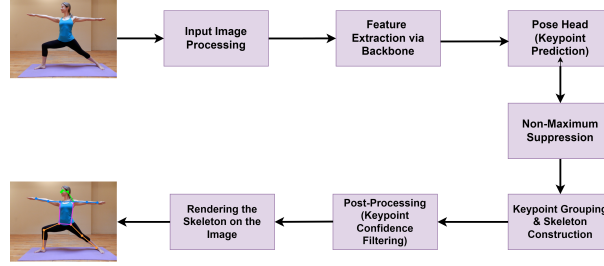 Input Image
Processing
Feature
Extraction via
Backbone
Pose Head
(Keypoint
Prediction)
Non-Maximum
Suppression
Keypoint Grouping
& Skeleton
Construction
Post-Processing
(Keypoint
Confidence
Filtering)
Rendering the
Skeleton on the
Image